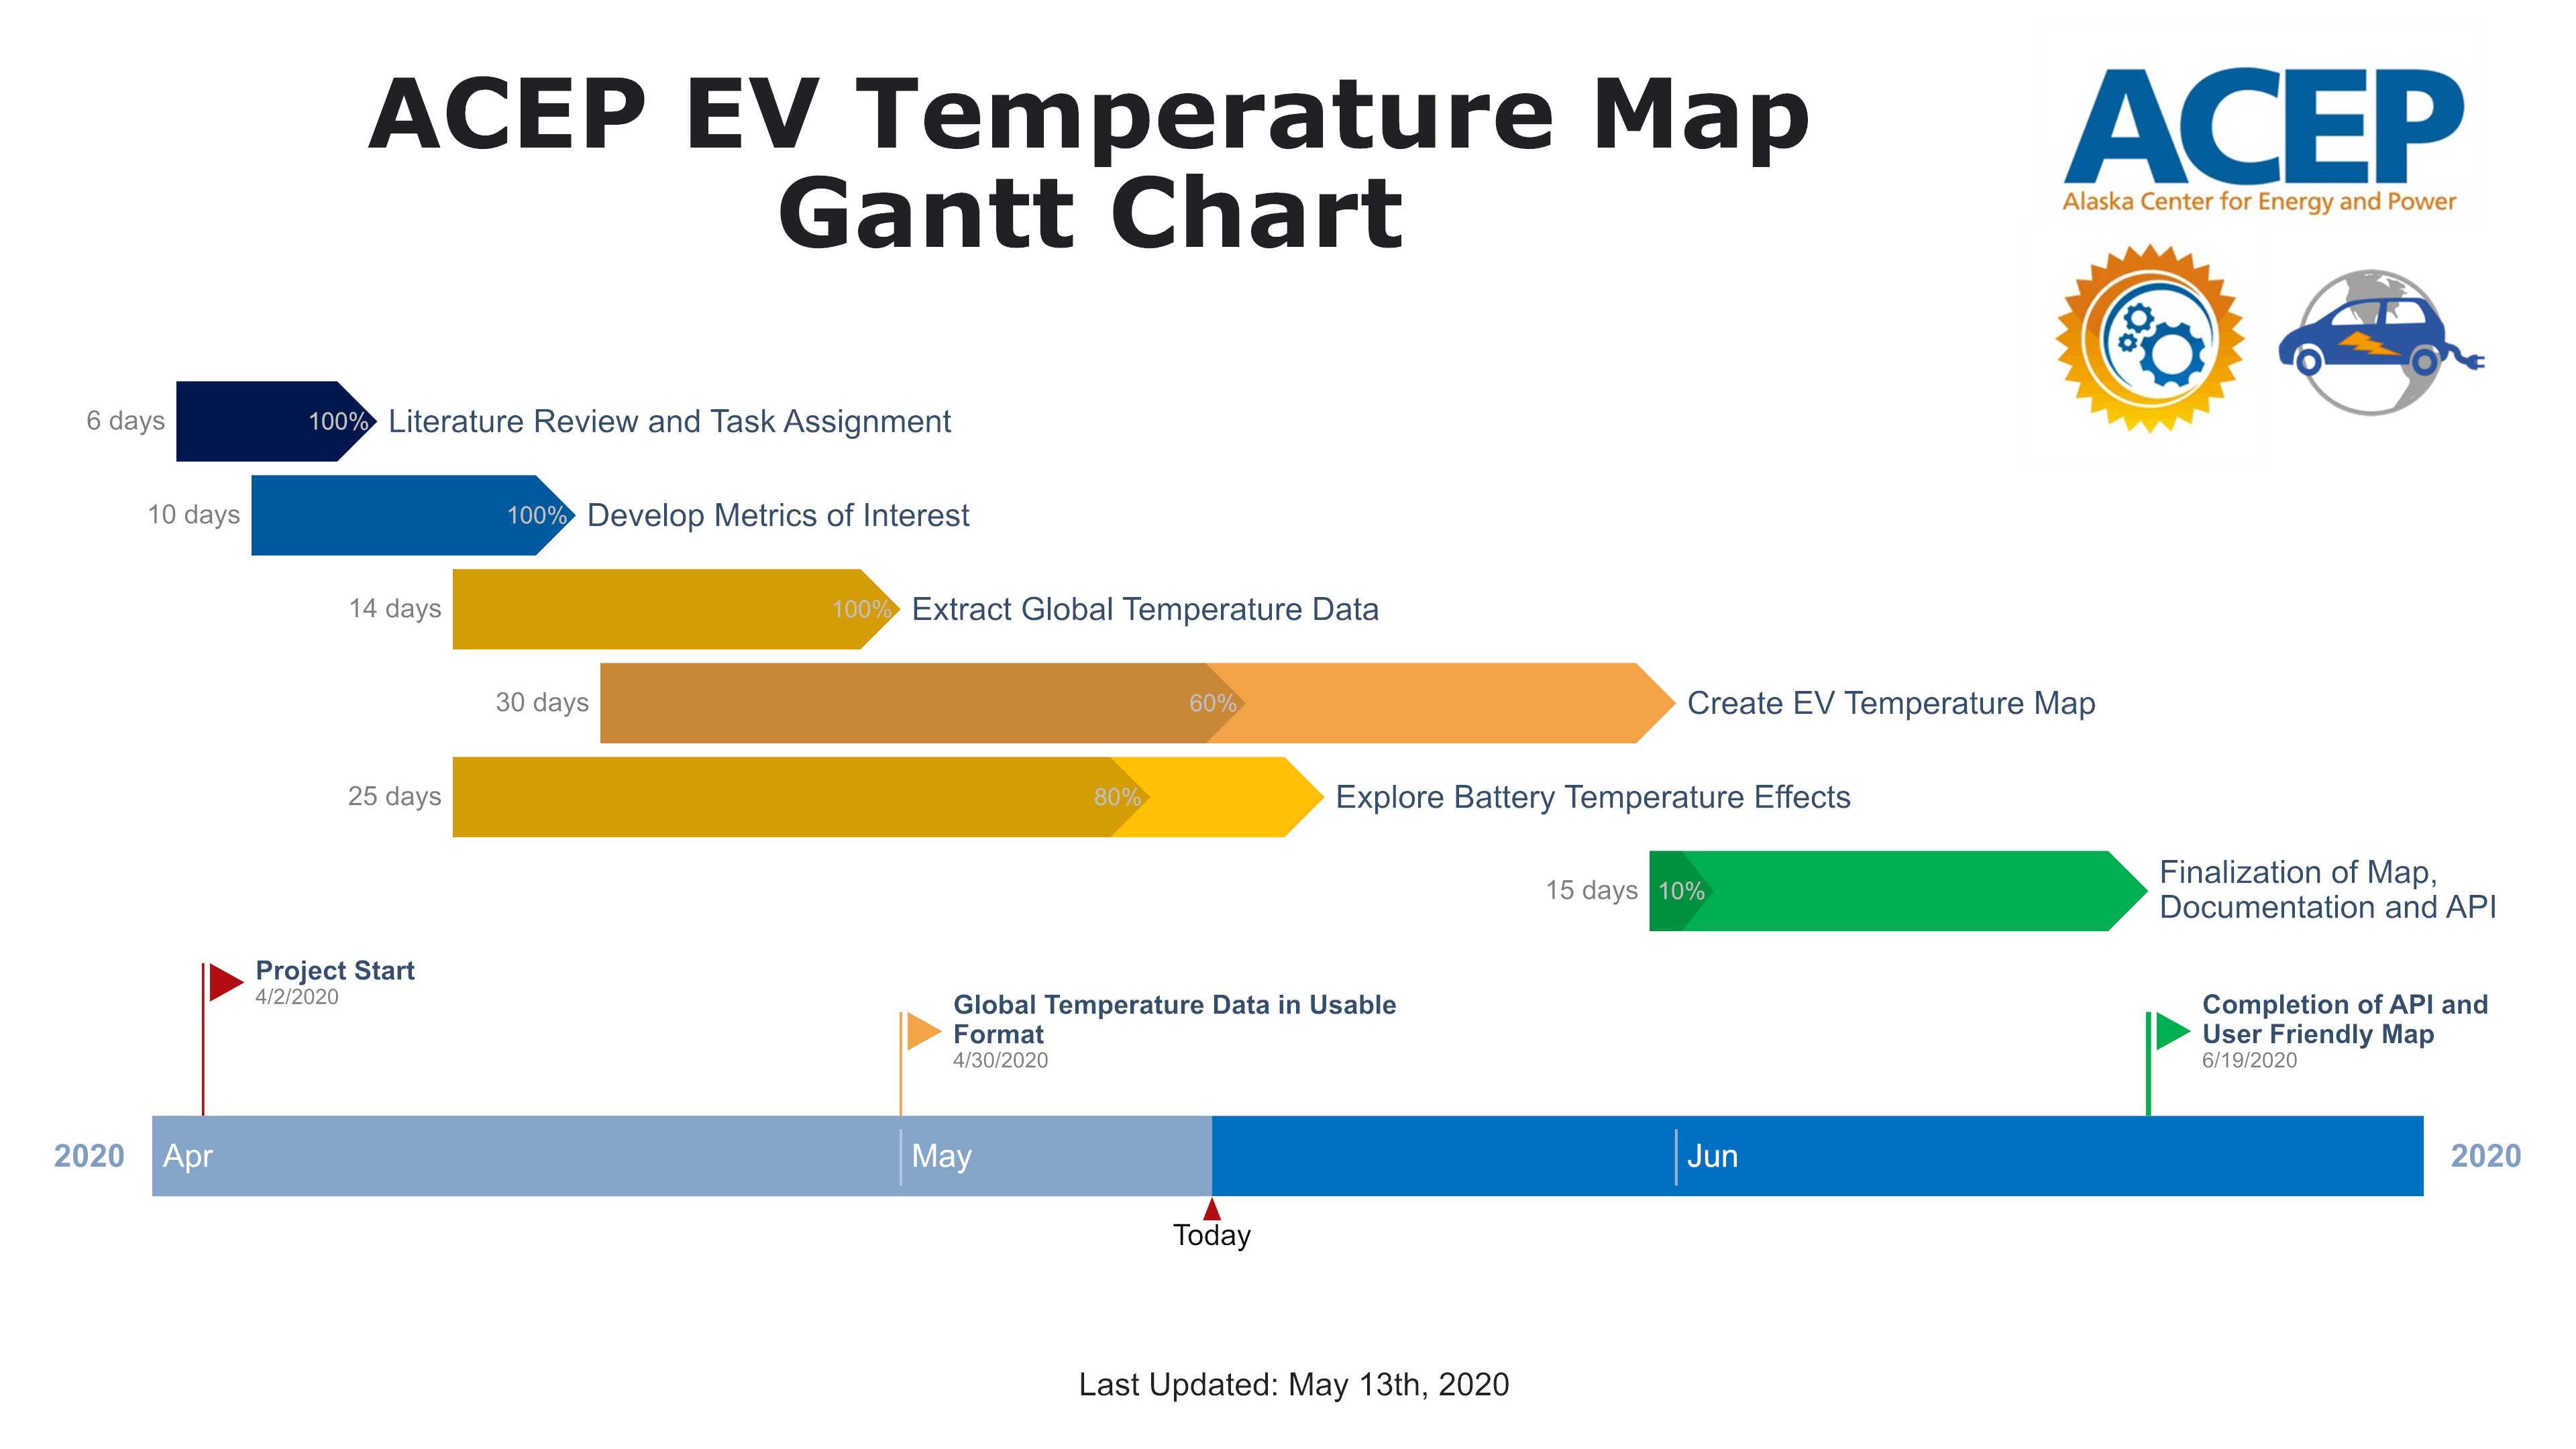 ACEP EV Temperature Map
Gantt Chart
ACEP
Alaska Center for Energy and Power
6 days
100%
Literature Review and Task Assignment
10 days
100%
Develop Metrics of Interest
14 days
100%
Extract Global Temperature Data
30 days
60%
Create EV Temperature Map
25 days
80%
Explore Battery Temperature Effects
15 days
10%
Finalization of Map,
Documentation and API
Project Start
4/2/2020
Global Temperature Data in Usable
Format
4/30/2020
Completion of API and
User Friendly Map
6/19/2020
2020
Apr
May
Jun
2020
Today
Last Updated: May 13th, 2020